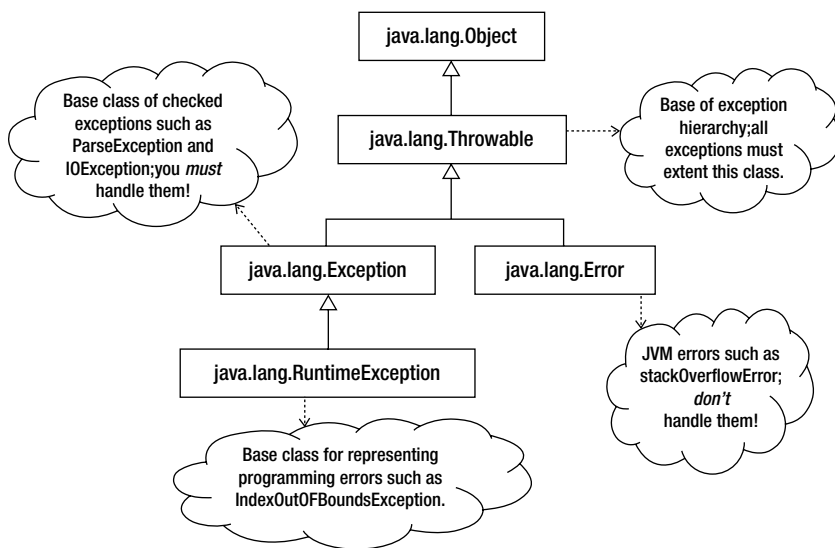 java.lang.Object
Base class of checked
exceptions such as
ParseException and
IOException;you must
handle them!
java.lang.Throwable
Base of exception
hierarchy;all
exceptions must
extent this class.
java.lang.Exception
java.lang.Error
java.lang.RuntimeException
JVM errors such as
stackOverflowError;
don't
handle them!
Base class for representing
programming errors such as
IndexOutOFBoundsException.